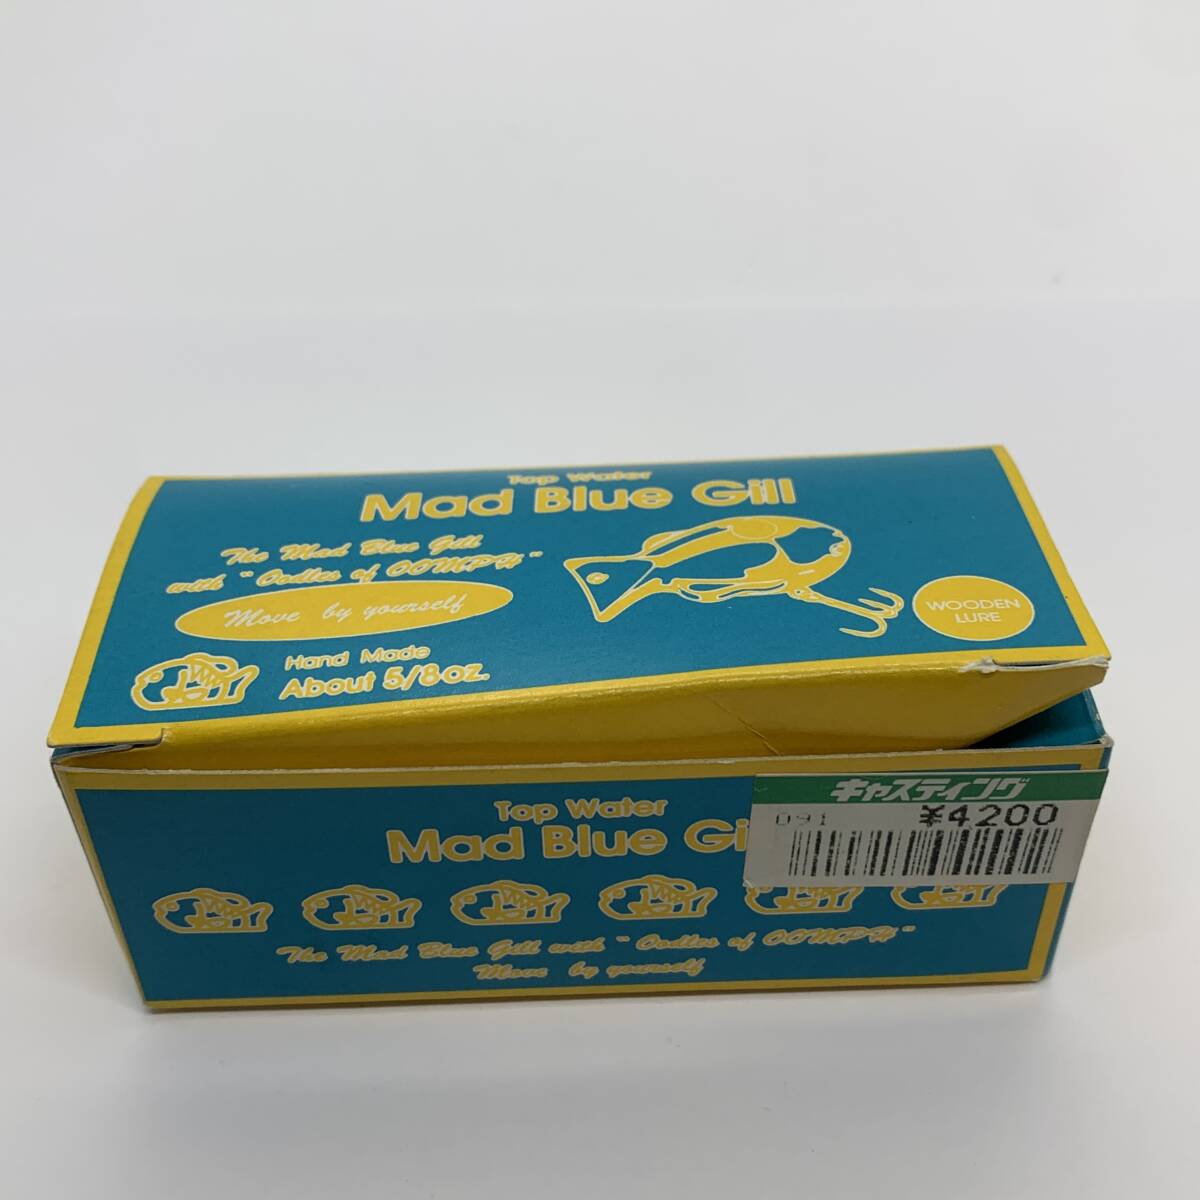 Top Water
Mad Blue Gill
The Mad Blue Gill
with "Oodles of OOMPH"
Move by yourself
Hand Made
About 5/8oz.
WOODEN
LURE
Top Water
Mad Blue Gi
The Mad Blue Gill with "Oodles of OOMPH"
Move by yourself
キャスティング
091 ¥4200